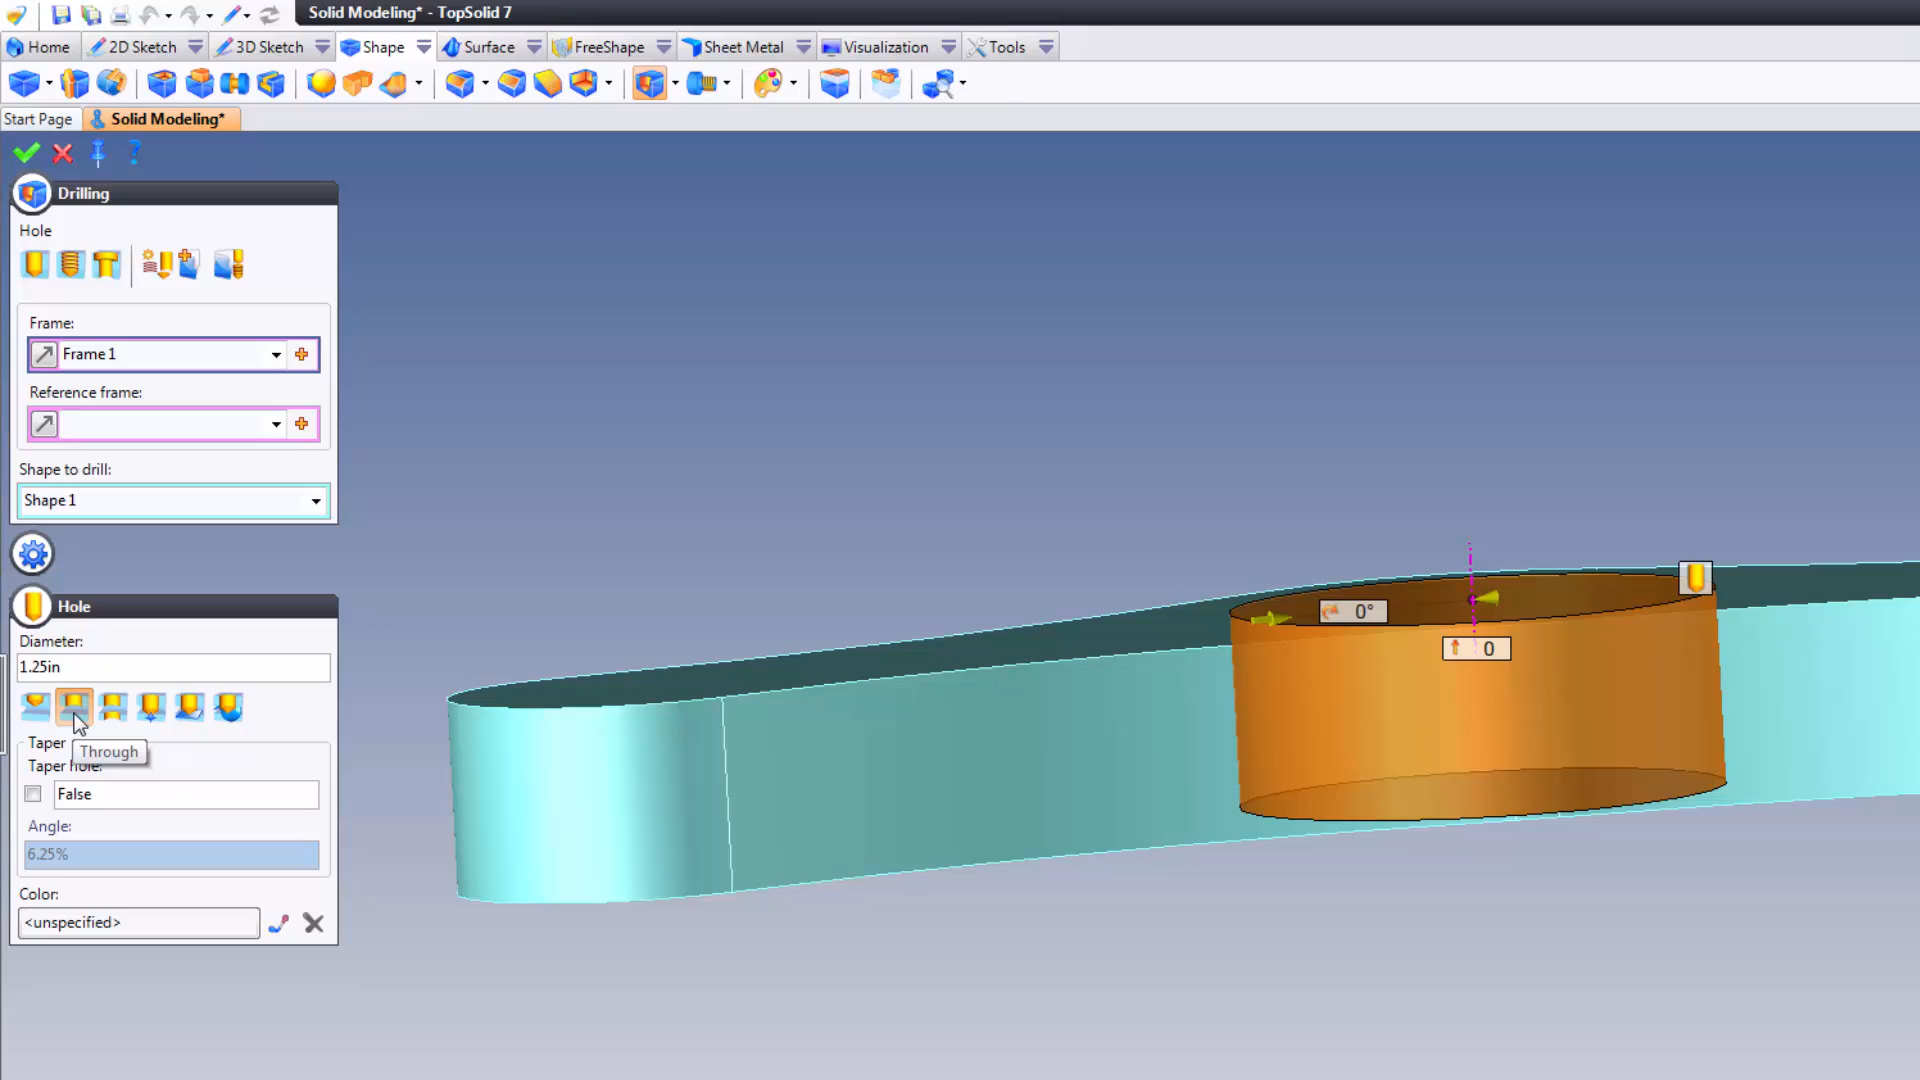 Solid Modeling* - TopSolid 7
Home 2D Sketch 3D Sketch Shape Surface FreeShape Sheet Metal Visualization Tools
Start Page Solid Modeling*
Drilling
Hole
Frame:
Frame 1
Reference frame:
Shape to drill:
Shape 1
Hole
Diameter:
1.25in
Taper
Through
Taper hole:
False
Angle:
6.25%
Color:
<unspecified>
0°
0